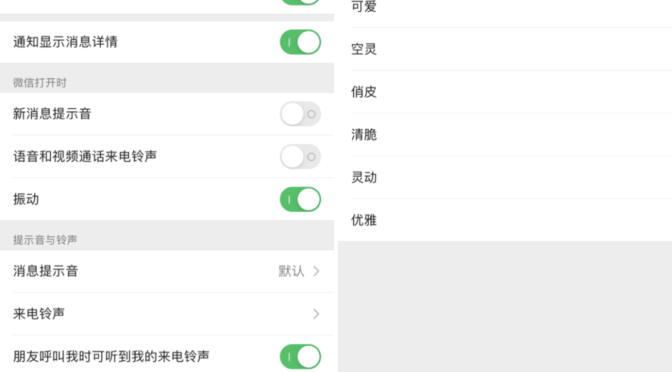 通知显示消息详情
微信打开时
新消息提示音
语音和视频通话来电铃声
振动
提示音与铃声
消息提示音 默认
来电铃声
朋友呼叫我时可听到我的来电铃声
可爱
空灵
俏皮
清脆
灵动
优雅